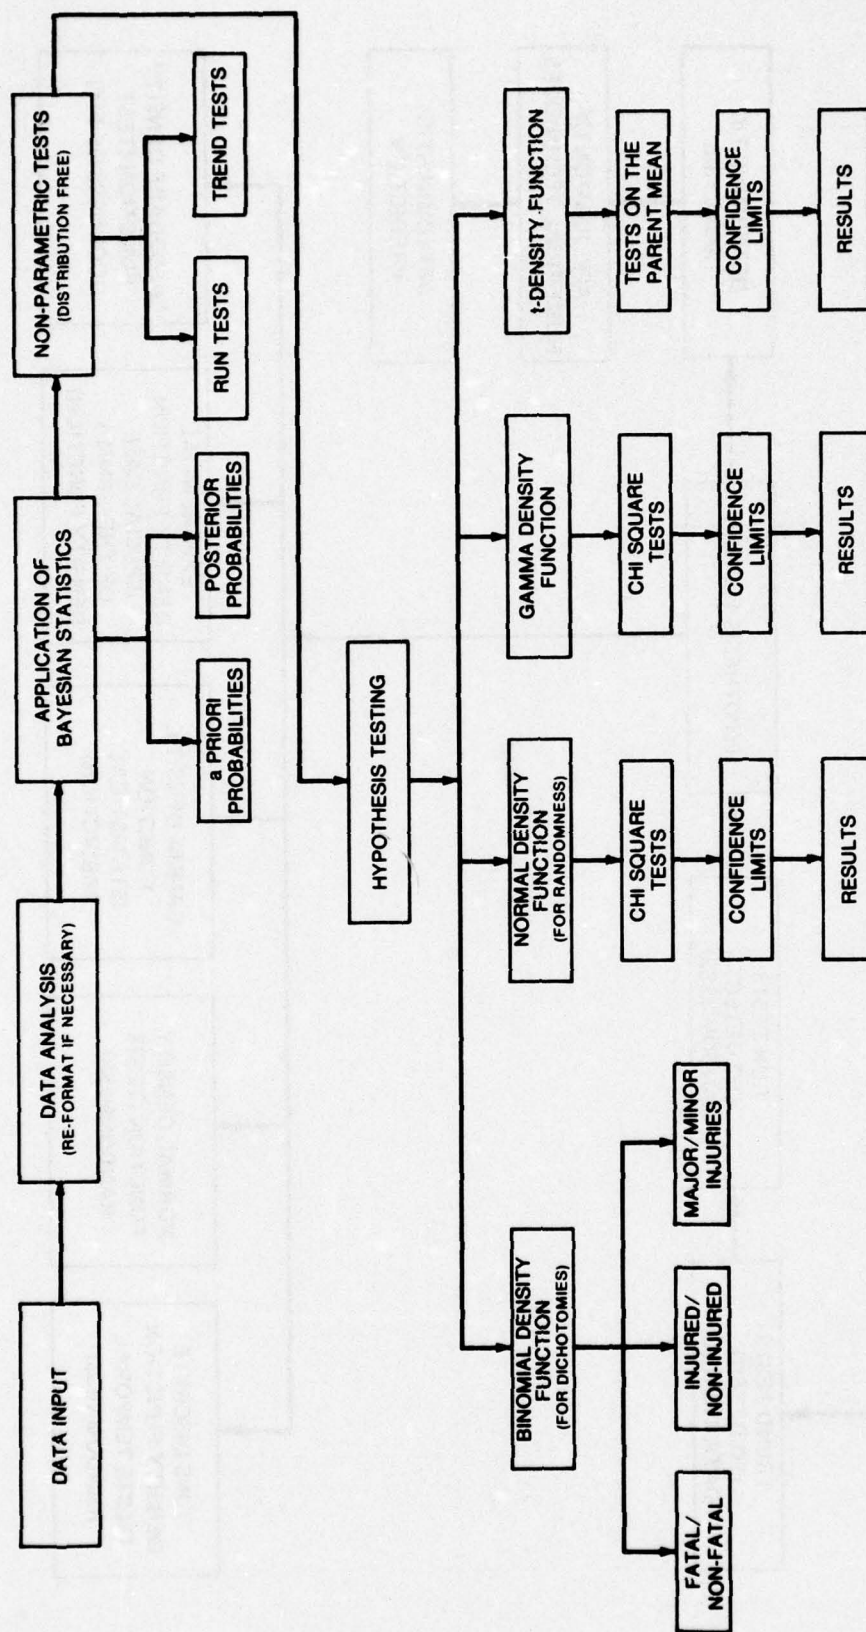 DATA INPUT
DATA ANALYSIS
(RE-FORMAT IF NECESSARY)
APPLICATION OF
BAYESIAN STATISTICS
NON-PARAMETRIC TESTS
(DISTRIBUTION FREE)
a PRIORI
PROBABILITIES
POSTERIOR
PROBABILITIES
RUN TESTS
TREND TESTS
HYPOTHESIS TESTING
BINOMIAL DENSITY
FUNCTION
(FOR DICHOTOMIES)
NORMAL DENSITY
FUNCTION
(FOR RANDOMNESS)
GAMMA DENSITY
FUNCTION
t-DENSITY-FUNCTION
FATAL/
NON-FATAL
INJURED/
NON-INJURED
MAJOR/MINOR
INJURIES
CHI SQUARE
TESTS
CHI SQUARE
TESTS
TESTS ON THE
PARENT MEAN
CONFIDENCE
LIMITS
CONFIDENCE
LIMITS
CONFIDENCE
LIMITS
RESULTS
RESULTS
RESULTS